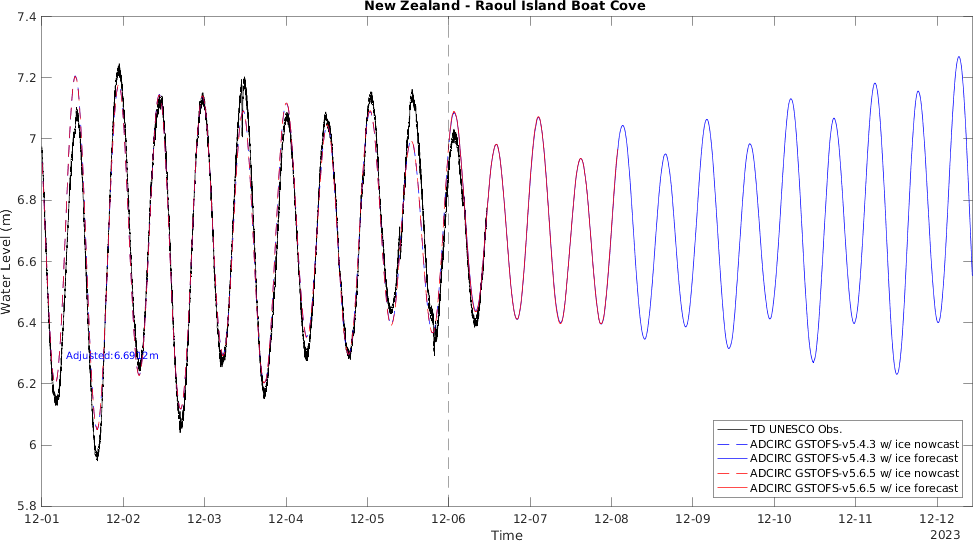 New Zealand - Raoul Island Boat Cove
7.4
7.2
7
6.8
6.6
6.4
6.2
6
5.8
Water Level (m)
Adjusted:6.6912m
TD UNESCO Obs.
ADCIRC GSTOFS-v5.4.3 w/ ice nowcast
ADCIRC GSTOFS-v5.4.3 w/ ice forecast
ADCIRC GSTOFS-v5.6.5 w/ ice nowcast
ADCIRC GSTOFS-v5.6.5 w/ ice forecast
12-01 12-02 12-03 12-04 12-05 12-06 12-07 12-08 12-09 12-10 12-11 12-12
Time
2023